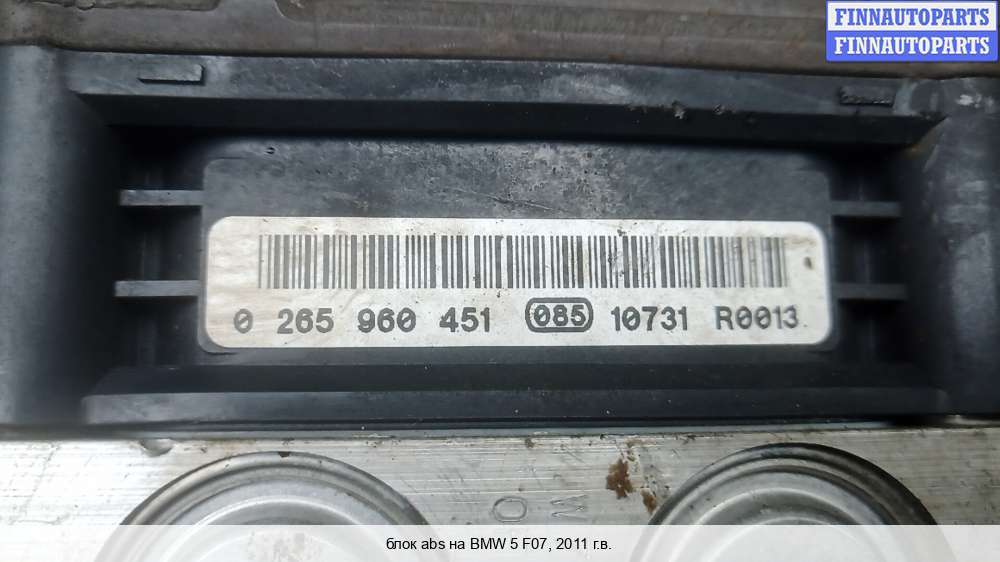 FINNAUTOPARTS
FINNAUTOPARTS
0 265 960 451 085 10731 R0013
W
O
блок abs на BMW 5 F07, 2011 г.в.